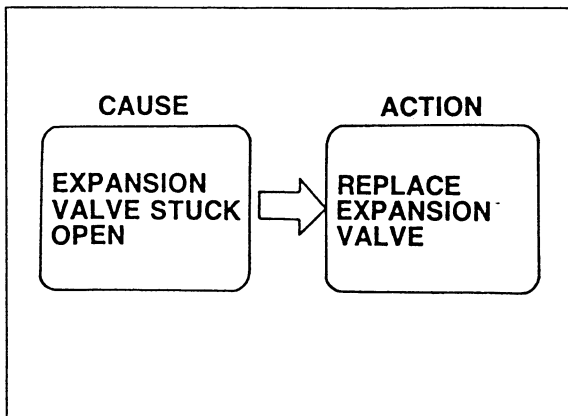 CAUSE
EXPANSION
VALVE STUCK
OPEN
ACTION
REPLACE
EXPANSION
VALVE